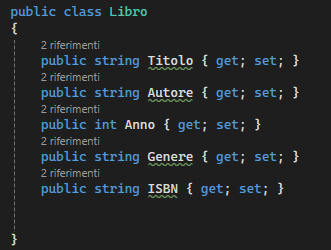 public class Libro
{
2 riferimenti
public string Titolo { get; set; }
2 riferimenti
public string Autore { get; set; }
2 riferimenti
public int Anno { get; set; }
2 riferimenti
public string Genere { get; set; }
2 riferimenti
public string ISBN { get; set; }
}